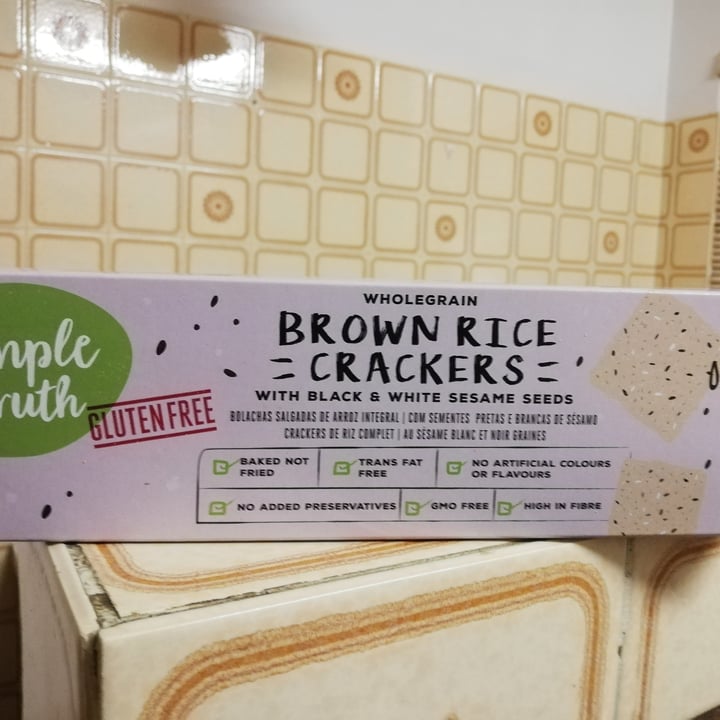 WHOLEGRAIN
BROWN RICE
CRACKERS
WITH BLACK & WHITE SESAME SEEDS
BOLACHAS SALGADAS DE ARROZ INTEGRAL | COM SEMENTES PRETAS E BRANCAS DE SÉSAMO
CRACKERS DE RIZ COMPLET | AU SÉSAME BLANC ET NOIR GRAINES
mple
ruth
GLUTEN FREE
BAKED NOT
FRIED
TRANS FAT
FREE
NO ARTIFICIAL COLOURS
OR FLAVOURS
NO ADDED PRESERVATIVES
GMO FREE
HIGH IN FIBRE